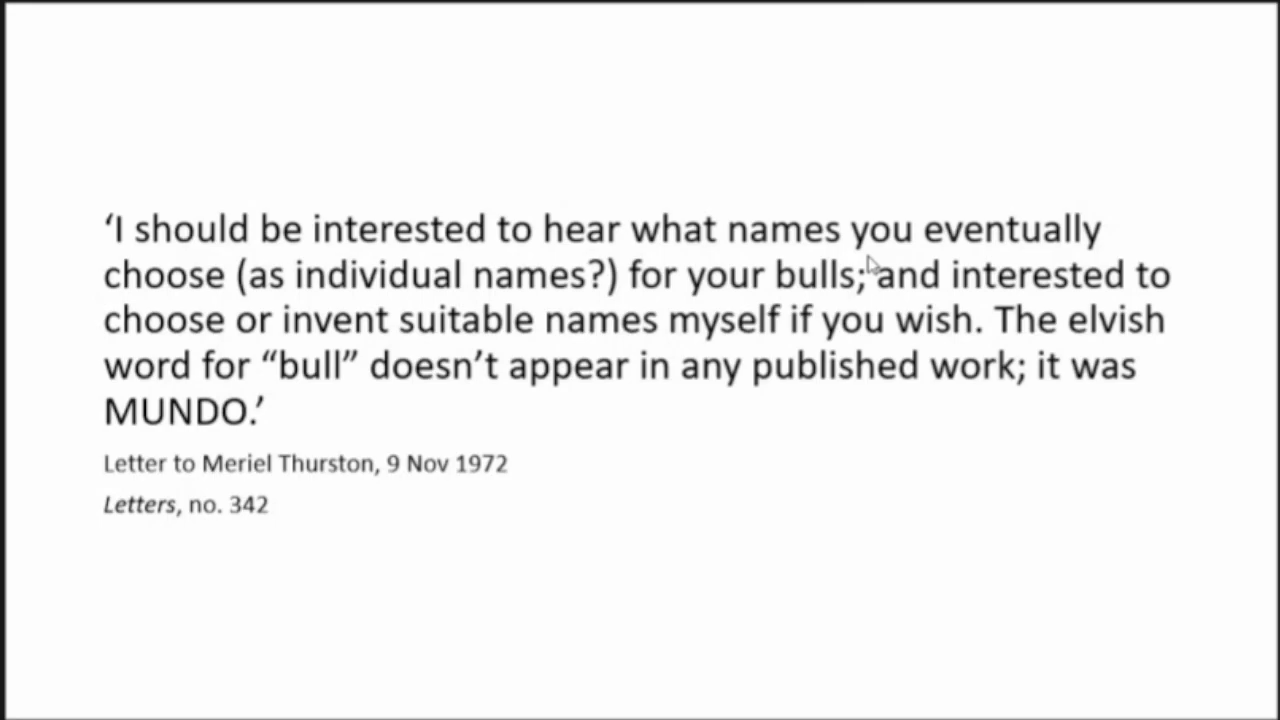 ‘I should be interested to hear what names you eventually
choose (as individual names?) for your bulls; and interested to
choose or invent suitable names myself if you wish. The elvish
word for “bull” doesn’t appear in any published work; it was
MUNDO.’
Letter to Meriel Thurston, 9 Nov 1972
Letters, no. 342